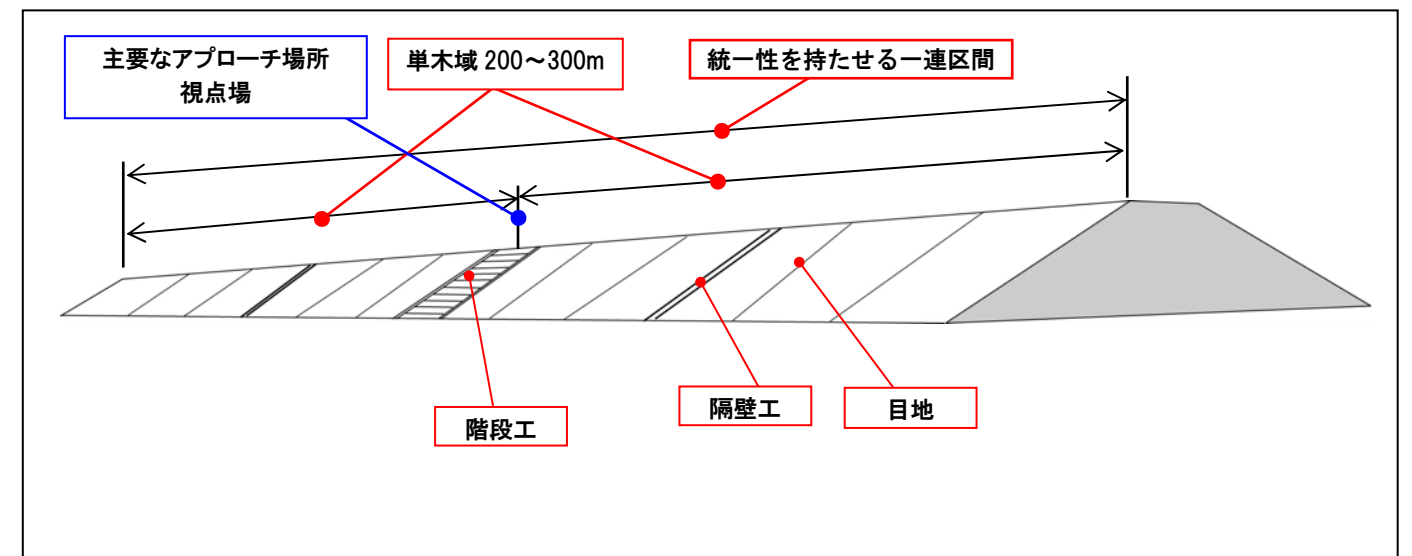 主要なアプローチ場所
視点場
単木域 200～300m
統一性を持たせる一連区間
階段工
隔壁工
目地